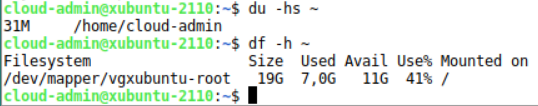 cloud-admin@xubuntu-2110:~$ du -hs ~
31M     /home/cloud-admin
cloud-admin@xubuntu-2110:~$ df -h ~
Filesystem                  Size  Used Avail Use% Mounted on
/dev/mapper/vgxubuntu-root   19G  7,0G   11G  41% /
cloud-admin@xubuntu-2110:~$